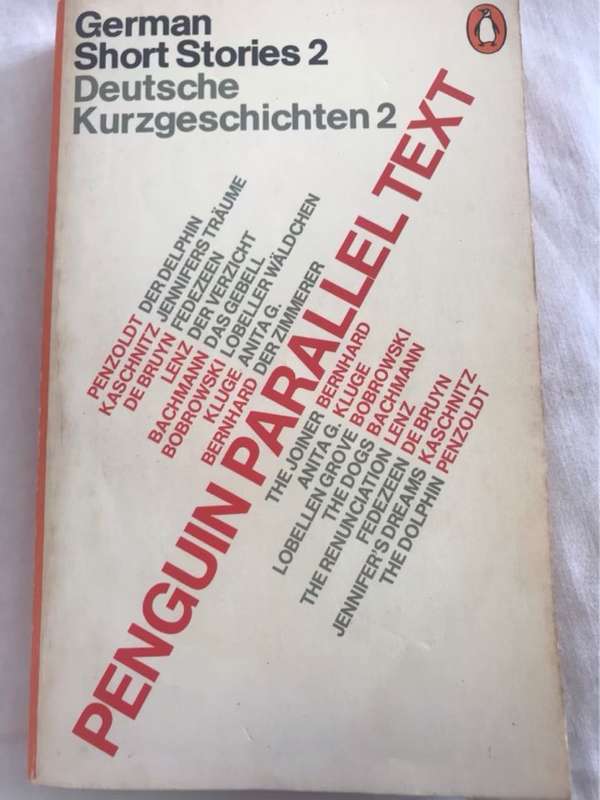 German
Short Stories 2
Deutsche
Kurzgeschichten 2
PENGUIN PARALLEL TEXT
PENZOLDT DER DELPHIN
KASCHNITZ JENNIFERS TRÄUME
DE BRUYN FEDEZEEN
LENZ DER VERZICHT
BACHMANN DAS GEBELL
BOBROWSKI LOBELLER WÄLDCHEN
KLUGE ANITA G.
BERNHARD DER ZIMMERER
THE JOINER BERNHARD
ANITA G. KLUGE
LOBELLEN GROVE BOBROWSKI
THE DOGS BACHMANN
THE RENUNCIATION LENZ
FEDEZEEN DE BRUYN
JENNIFER'S DREAMS KASCHNITZ
THE DOLPHIN PENZOLDT